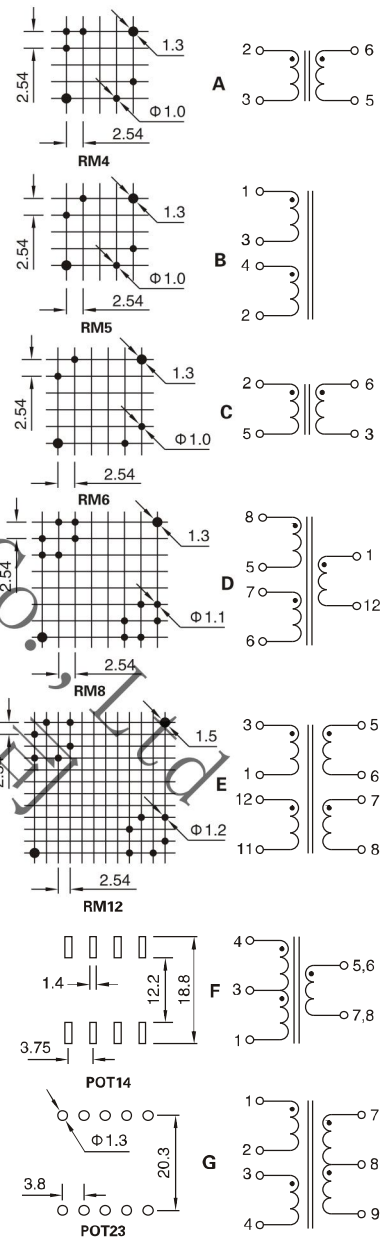 1.3
2.54
Φ1.0
2.54
RM4
A
2
3
6
5
1.3
2.54
Φ1.0
2.54
RM5
B
1
3
4
2
1.3
2.54
Φ1.0
2.54
RM6
C
2
5
6
3
1.3
2.54
Φ1.1
2.54
RM8
D
8
5
7
6
1
12
1.5
Φ1.2
2.54
RM12
E
3
1
12
11
5
6
7
8
1.4
12.2
18.8
3.75
POT14
F
4
3
1
5,6
7,8
Φ1.3
20.3
3.8
POT23
G
1
2
3
4
7
8
9
Co., Ltd